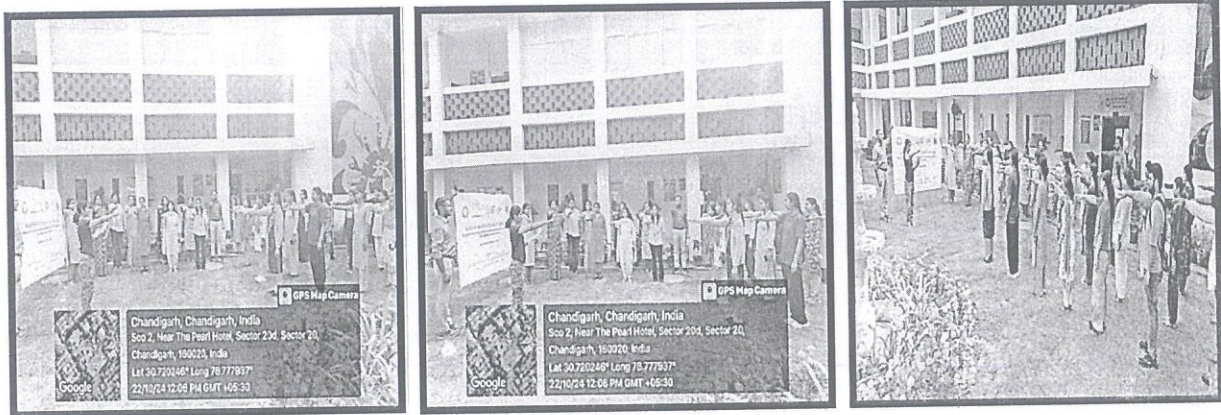 GPS Map Camera
Chandigarh, Chandigarh, India
Sco 2, Near The Pearl Hotel, Sector 20d, Sector 20,
Chandigarh, 160020, India
Lat 30.720246° Long 76.777937°
22/10/24 12:06 PM GMT +05:30
Google
GPS Map Camera
Chandigarh, Chandigarh, India
Sco 2, Near The Pearl Hotel, Sector 20d, Sector 20,
Chandigarh, 160020, India
Lat 30.720246° Long 76.777937°
22/10/24 12:06 PM GMT +05:30
Google